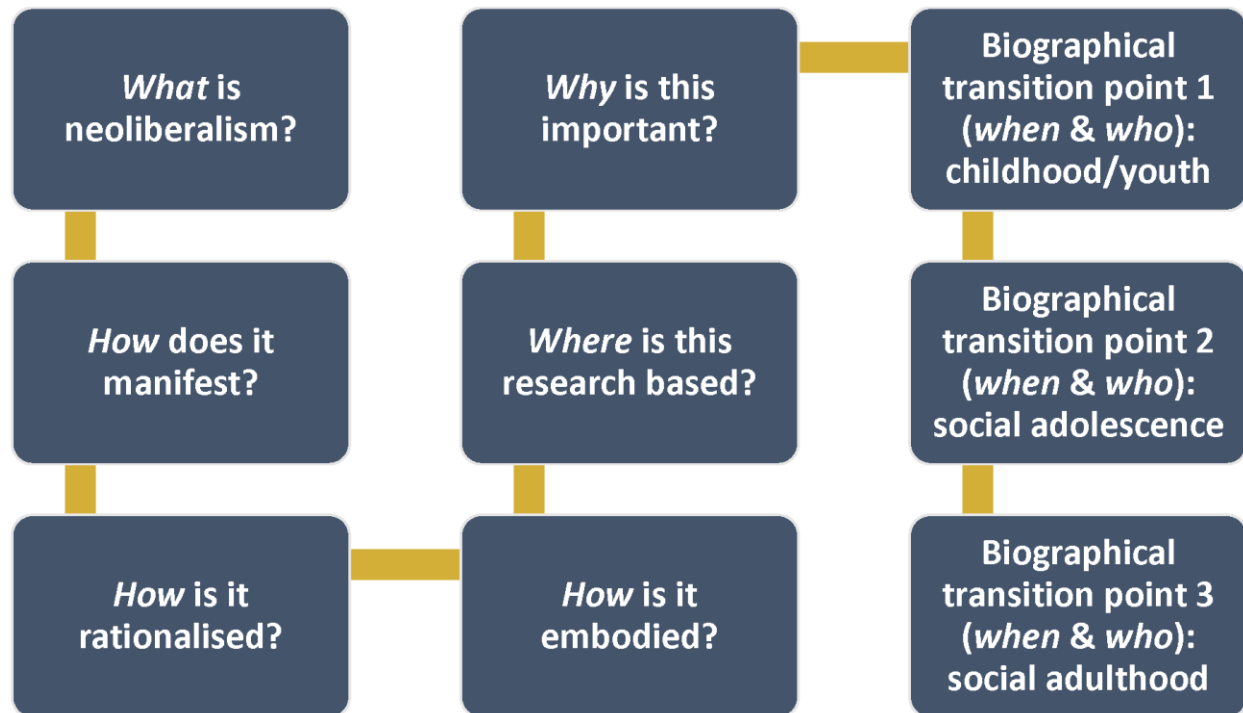 What is
neoliberalism?
How does it
manifest?
How is it
rationalised?
How is it
embodied?
Where is this
research based?
Why is this
important?
Biographical
transition point 1
(when & who):
childhood/youth
Biographical
transition point 2
(when & who):
social adolescence
Biographical
transition point 3
(when & who):
social adulthood